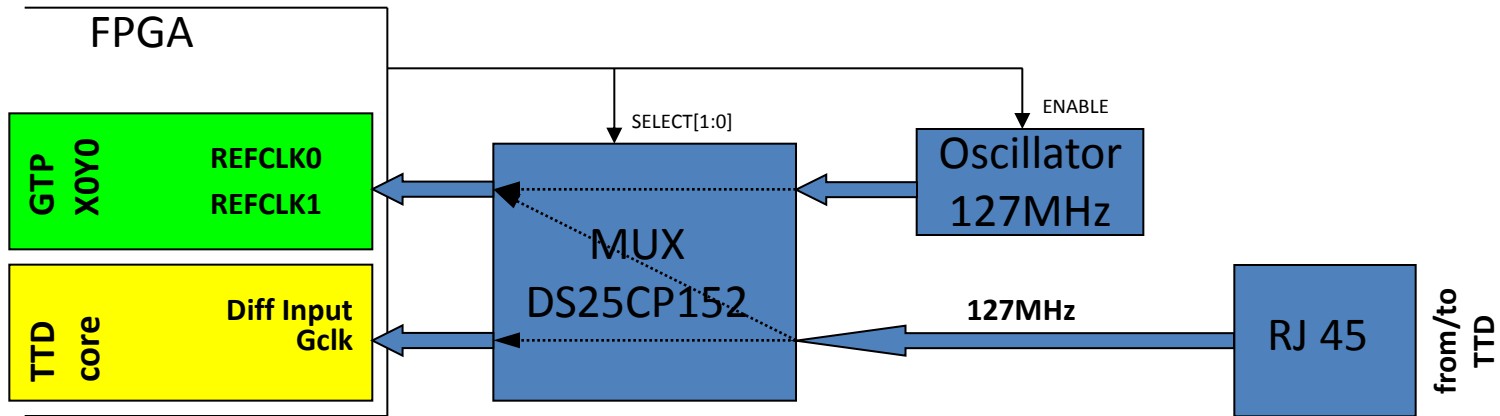 FPGA
SELECT[1:0]
ENABLE
GTP
X0Y0
REFCLK0
REFCLK1
Oscillator
127MHz
MUX
DS25CP152
TTD
core
Diff Input
Gclk
127MHz
RJ 45
from/to
TTD